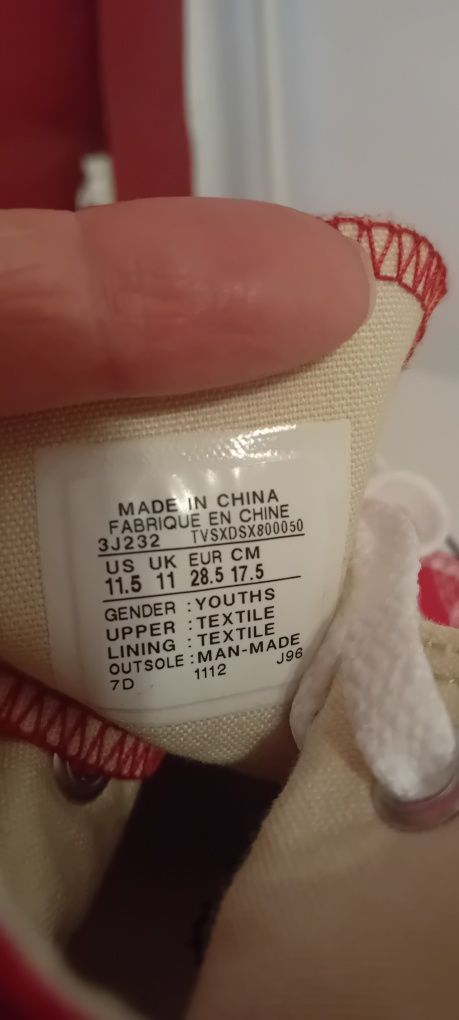 MADE IN CHINA
FABRIQUE EN CHINE
3J232 TVSXDSX800050
US UK EUR CM
11.5 11 28.5 17.5
GENDER : YOUTHS
UPPER : TEXTILE
LINING : TEXTILE
OUTSOLE : MAN-MADE
7D 1112 J96